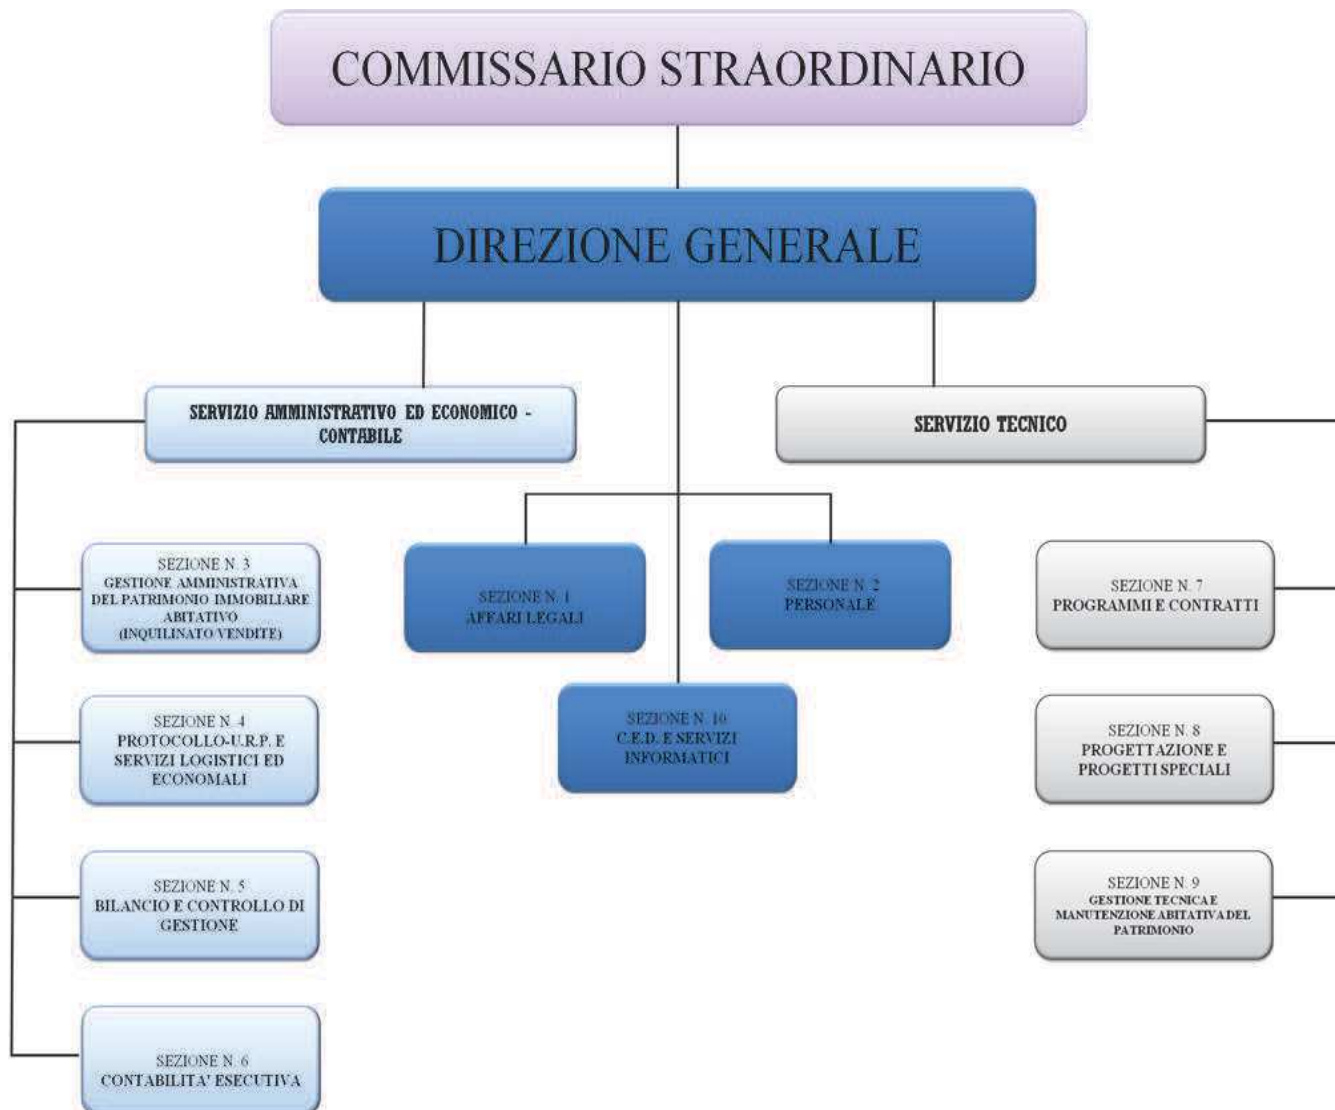 COMMISSARIO STRAORDINARIO
DIREZIONE GENERALE
SERVIZIO AMMINISTRATIVO ED ECONOMICO -
CONTABILE
SERVIZIO TECNICO
SEZIONE N. 3
GESTIONE AMMINISTRATIVA
DEL PATRIMONIO IMMOBILIARE
ABITATIVO
(INQUILINATO VENDITE)
SEZIONE N. 1
AFFARI LEGALI
SEZIONE N. 2
PERSONALE
SEZIONE N. 7
PROGRAMMI E CONTRATTI
SEZIONE N. 4
PROTOCOLLO-U.R.P. E
SERVIZI LOGISTICI ED
ECONOMALI
SEZIONE N. 10
C.E.D. E SERVIZI
INFORMATICI
SEZIONE N. 8
PROGETTAZIONE E
PROGETTI SPECIALI
SEZIONE N. 5
BILANCIO E CONTROLLO DI
GESTIONE
SEZIONE N. 9
GESTIONE TECNICA E
MANUTENZIONE ABITATIVA DEL
PATRIMONIO
SEZIONE N. 6
CONTABILITA' ESECUTIVA